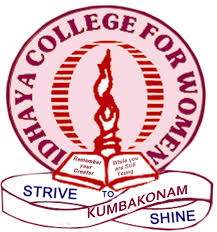 IDHAYA COLLEGE FOR WOMEN
Remember
your
Creator
While you
are Still
Young
STRIVE
TO
KUMBAKONAM
SHINE